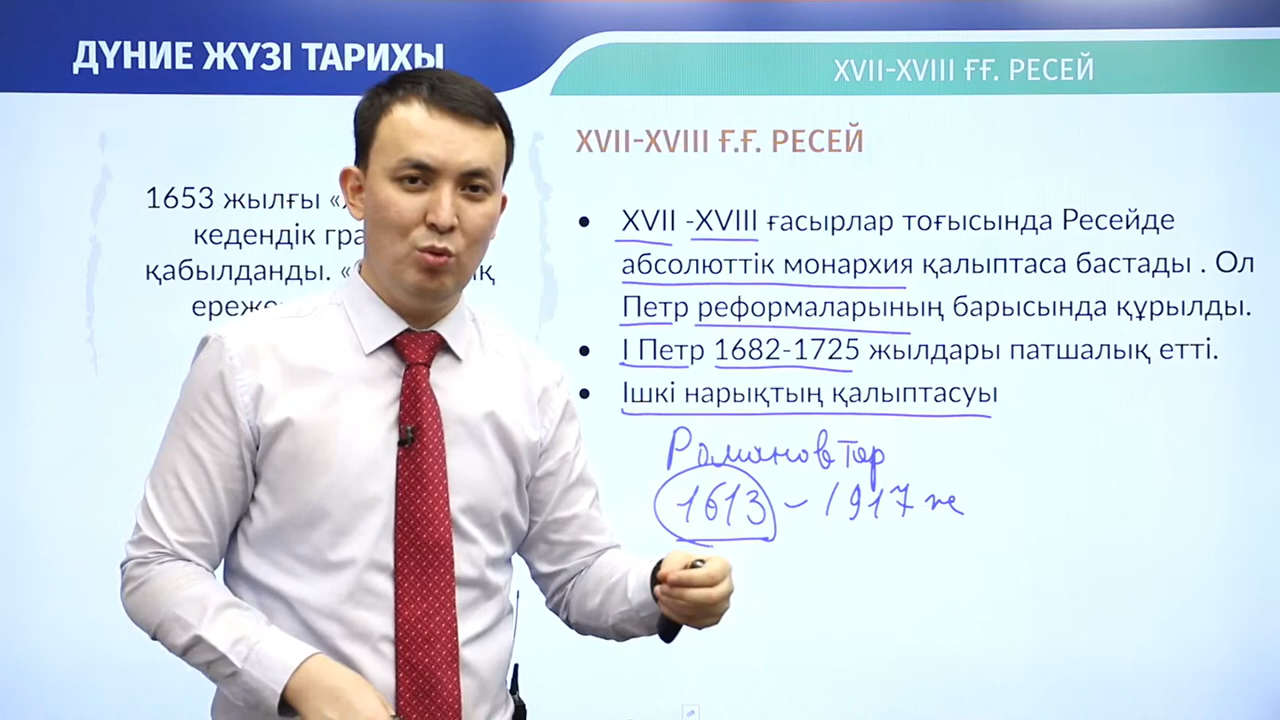 ДҮНИЕ ЖҮЗІ ТАРИХЫ
XVII-XVIII ҒҒ. РЕСЕЙ
XVII-XVIII Ғ.Ғ. РЕСЕЙ
1653 жылғы
кедендік
қабылданды.
• XVII -XVIII ғасырлар тоғысында Ресейде
абсолюттік монархия қалыптаса бастады . Ол
Петр реформаларының барысында құрылды.
• І Петр 1682-1725 жылдары патшалық етті.
• Ішкі нарықтың қалыптасуы
Романовтар
1613 – 1917 ж